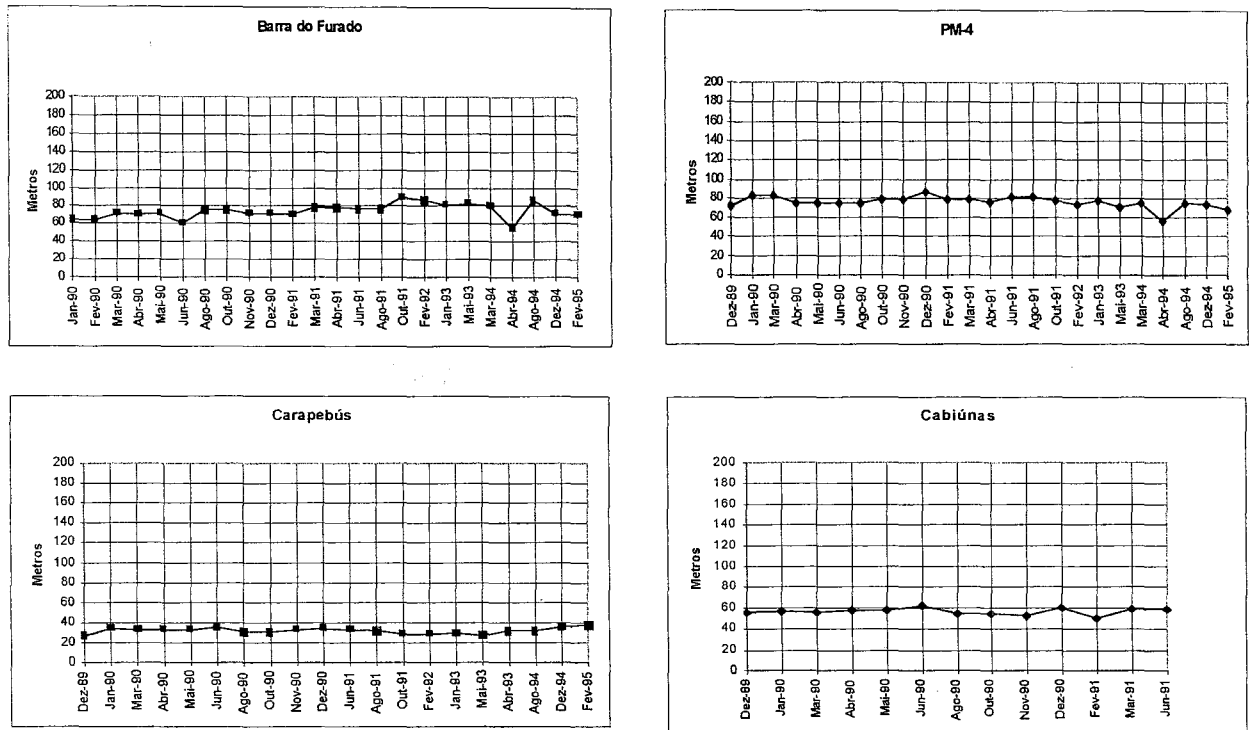 Barra do Furado
Metros
200
180
160
140
120
100
80
60
40
20
0
Jan-90
Fev-90
Mar-90
Abr-90
Mai-90
Jun-90
Ago-90
Out-90
Nov-90
Dez-90
Fev-91
Mar-91
Abr-91
Jun-91
Ago-91
Out-91
Fev-92
Jan-93
Mai-93
Mar-94
Abr-94
Ago-94
Dez-94
Fev-95
PM-4
Metros
200
180
160
140
120
100
80
60
40
20
0
Dez-89
Jan-90
Mar-90
Abr-90
Mai-90
Jun-90
Ago-90
Out-90
Nov-90
Dez-90
Fev-91
Mar-91
Abr-91
Jun-91
Ago-91
Out-91
Fev-92
Jan-93
Mai-93
Mar-94
Abr-94
Ago-94
Dez-94
Fev-95
Carapebús
Metros
200
180
160
140
120
100
80
60
40
20
0
Dez-89
Jan-90
Mar-90
Abr-90
Mai-90
Jun-90
Ago-90
Out-90
Nov-90
Dez-90
Jun-91
Ago-91
Out-91
Fev-92
Jan-93
Mai-93
Abr-93
Ago-94
Dez-94
Fev-95
Cabiúnas
Metros
200
180
160
140
120
100
80
60
40
20
0
Dez-89
Jan-90
Mar-90
Abr-90
Mai-90
Jun-90
Ago-90
Out-90
Nov-90
Dez-90
Fev-91
Mar-91
Jun-91